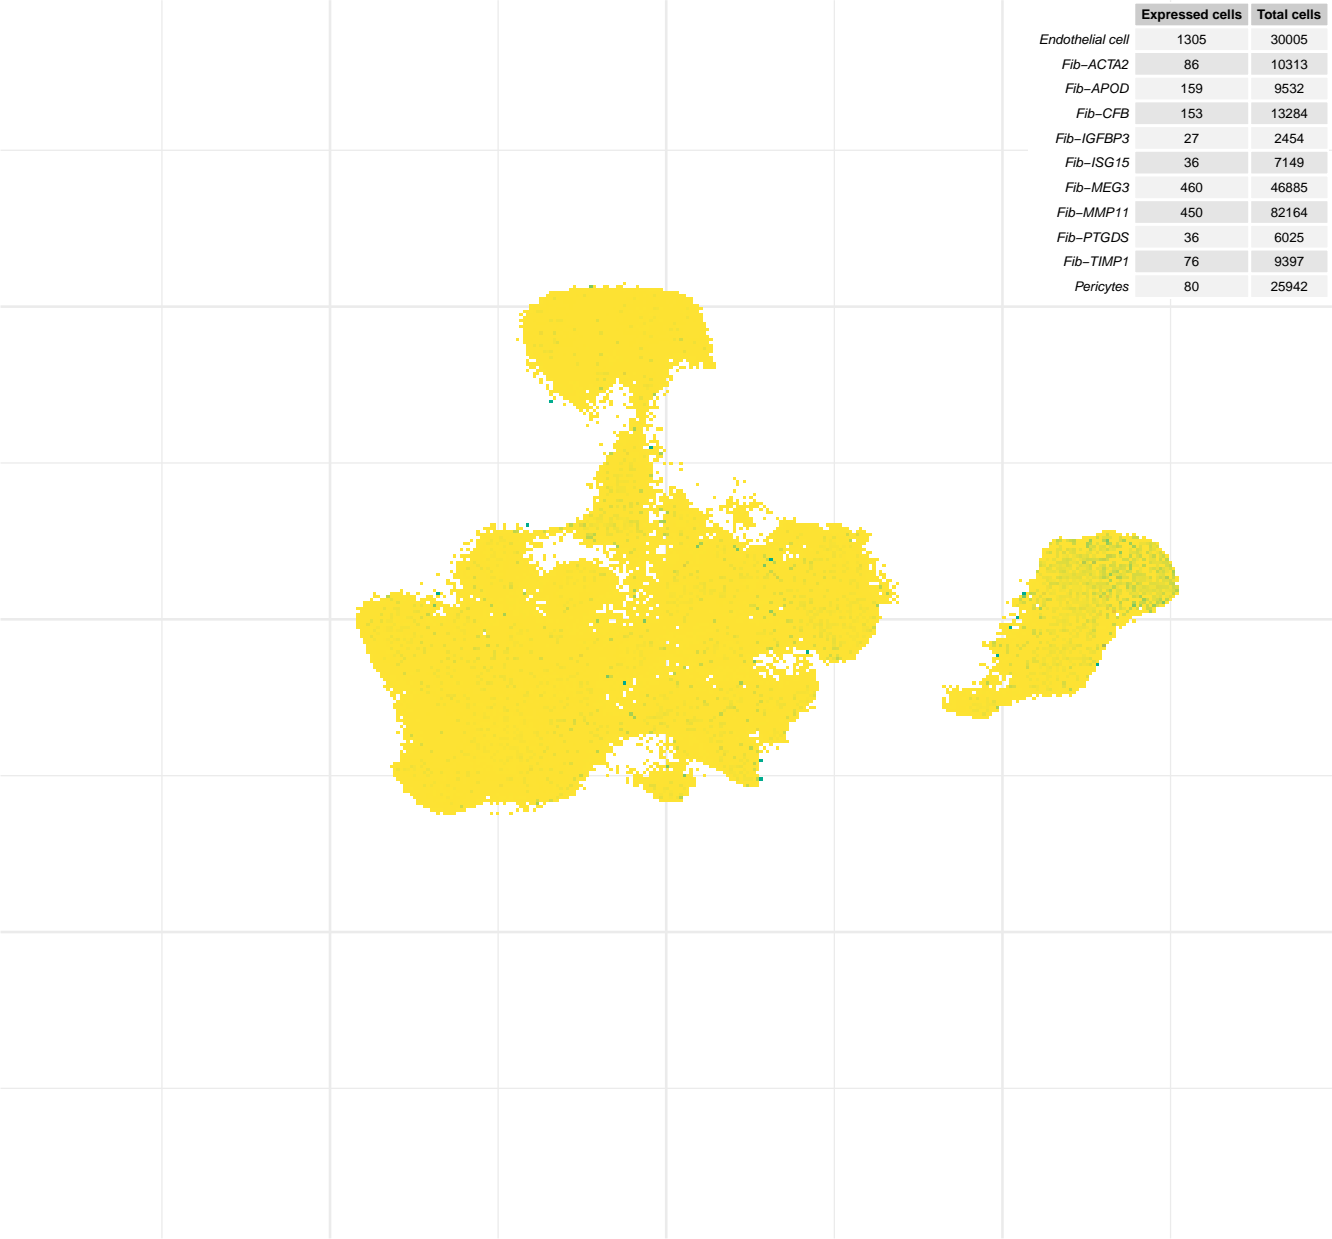 Expressed cells Total cells
Endothelial cell 1305 30005
Fib−ACTA2 86 10313
Fib−APOD 159 9532
Fib−CFB 153 13284
Fib−IGFBP3 27 2454
Fib−ISG15 36 7149
Fib−MEG3 460 46885
Fib−MMP11 450 82164
Fib−PTGDS 36 6025
Fib−TIMP1 76 9397
Pericytes 80 25942